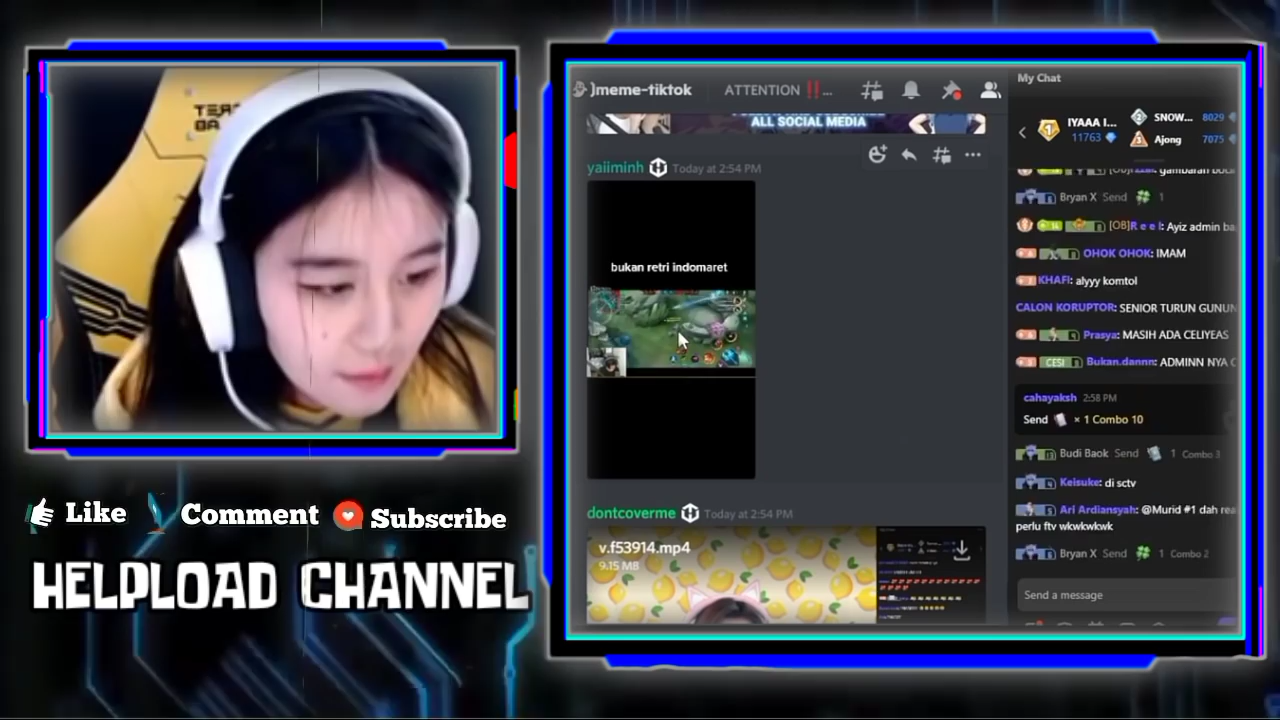 )meme-tiktok
ATTENTION ‼️...
My Chat
ALL SOCIAL MEDIA
IYAAA I...
11763
SNOW... 8029
Ajong 7075
yaiiminh Today at 2:54 PM
bukan retri indomaret
Bryan X Send 1
[OB]R e e l: Ayiz admin ba
OHOK OHOK: IMAM
KHAFI: alyyy komtol
CALON KORUPTOR: SENIOR TURUN GUNUN
Prasya: MASIH ADA CELIYEAS
CESI Bukan.dannn: ADMINN NYA C
cahayaksh 2:58 PM
Send × 1 Combo 10
Budi Baok Send 1 Combo 3
Keisuke: di sctv
Ari Ardiansyah: @Murid #1 dah rea
perlu ftv wkwkwkwk
Bryan X Send 1 Combo 2
Send a message
dontcoverme Today at 2:54 PM
v.f53914.mp4
9.15 MB
Like
Comment
Subscribe
HELPLOAD CHANNEL